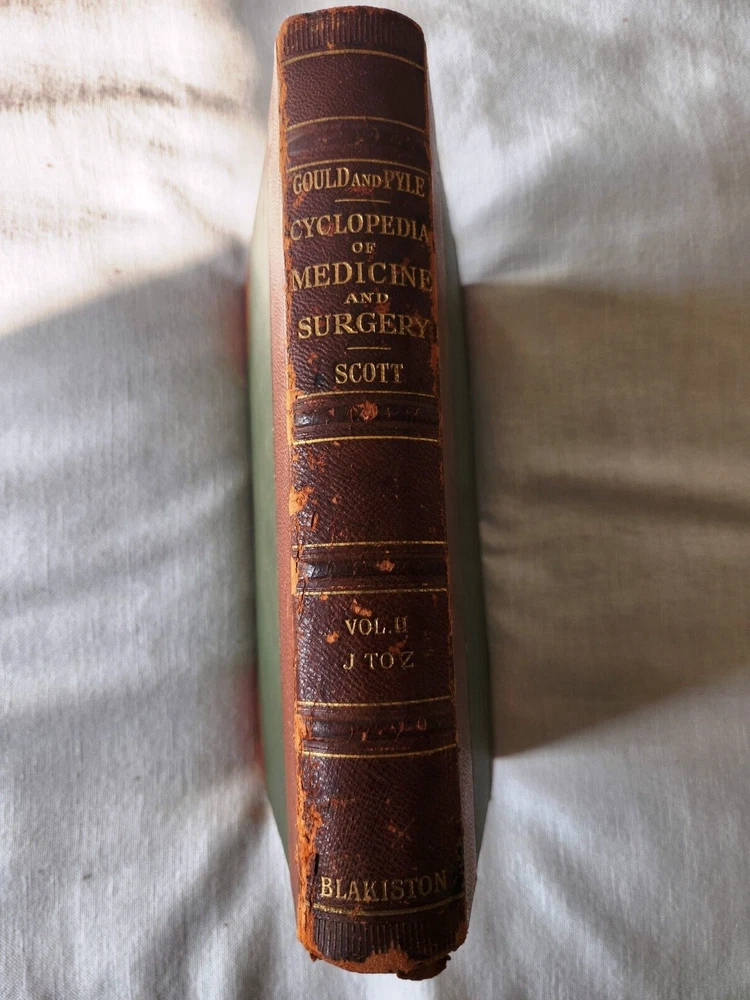 GOULD AND PYLE
CYCLOPEDIA
OF
MEDICINE
AND
SURGERY
SCOTT
VOL. II
J TO Z
BLAKISTON